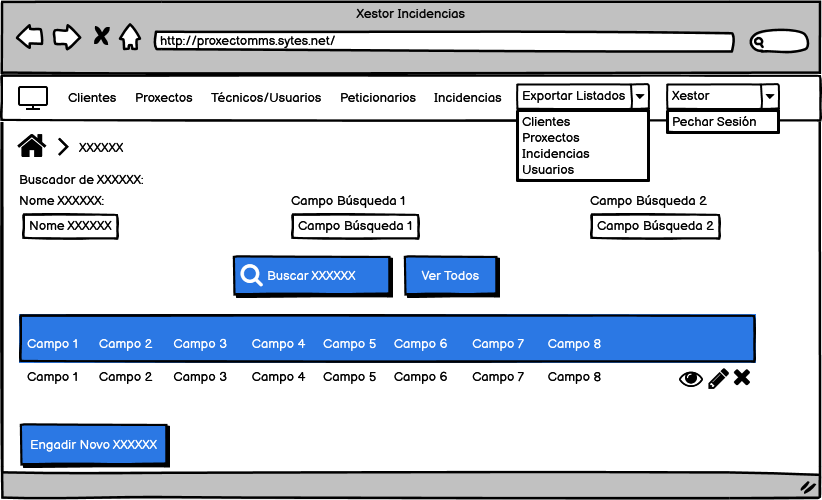 Xestor Incidencias
http://proxectomms.sytes.net/
Clientes Proxectos Técnicos/Usuarios Peticionarios Incidencias Exportar Listados Xestor
Clientes
Proxectos
Incidencias
Usuarios
Pechar Sesión
XXXXXX
Buscador de XXXXXX:
Nome XXXXXX: Campo Búsqueda 1 Campo Búsqueda 2
Nome XXXXXX Campo Búsqueda 1 Campo Búsqueda 2
Buscar XXXXXX Ver Todos
Campo 1 Campo 2 Campo 3 Campo 4 Campo 5 Campo 6 Campo 7 Campo 8
Campo 1 Campo 2 Campo 3 Campo 4 Campo 5 Campo 6 Campo 7 Campo 8
Engadir Novo XXXXXX